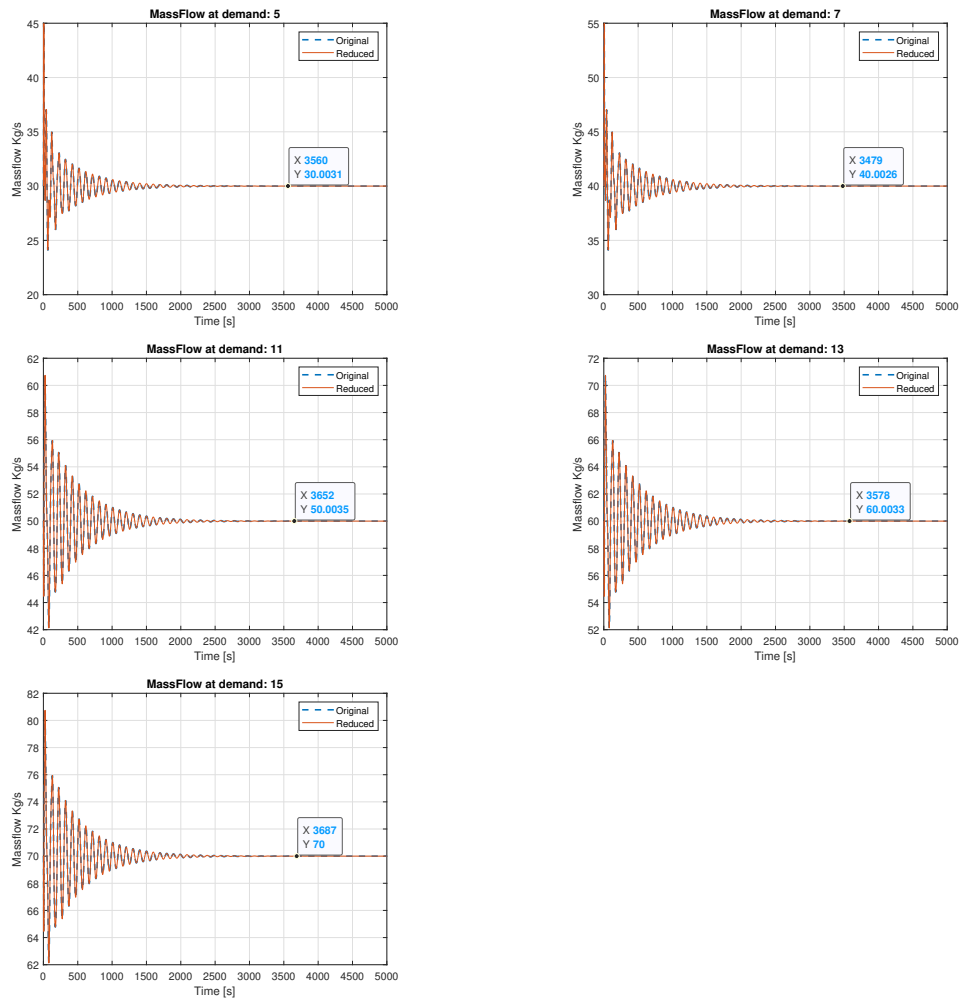 MassFlow at demand: 5
Massflow Kg/s
45
40
35
30
25
20
Original
Reduced
X 3560
Y 30.0031
0 500 1000 1500 2000 2500 3000 3500 4000 4500 5000
Time [s]
MassFlow at demand: 7
Massflow Kg/s
55
50
45
40
35
30
Original
Reduced
X 3479
Y 40.0026
0 500 1000 1500 2000 2500 3000 3500 4000 4500 5000
Time [s]
MassFlow at demand: 11
Massflow Kg/s
62
60
58
56
54
52
50
48
46
44
42
Original
Reduced
X 3652
Y 50.0035
0 500 1000 1500 2000 2500 3000 3500 4000 4500 5000
Time [s]
MassFlow at demand: 13
Massflow Kg/s
72
70
68
66
64
62
60
58
56
54
52
Original
Reduced
X 3578
Y 60.0033
0 500 1000 1500 2000 2500 3000 3500 4000 4500 5000
Time [s]
MassFlow at demand: 15
Massflow Kg/s
82
80
78
76
74
72
70
68
66
64
62
Original
Reduced
X 3687
Y 70
0 500 1000 1500 2000 2500 3000 3500 4000 4500 5000
Time [s]